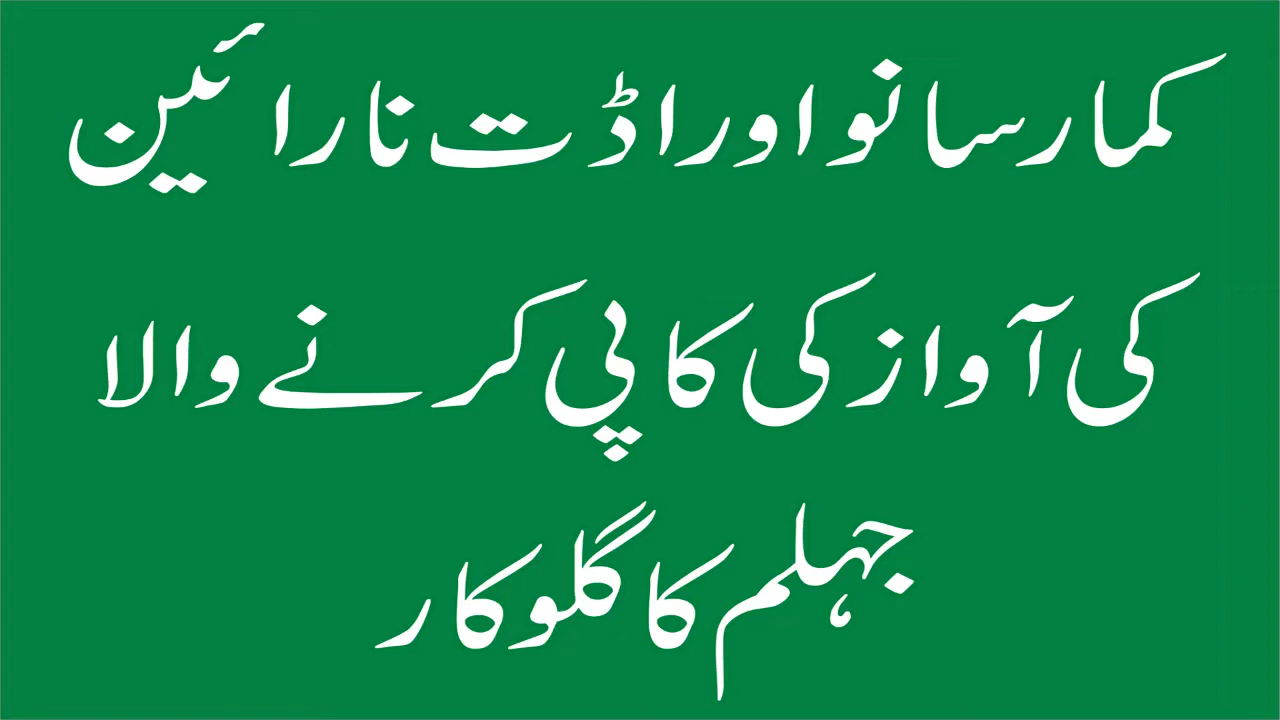 کمار سانو اور اڈت نارائین
کی آواز کی کاپی کرنے والا
جہلم کا گلوکار